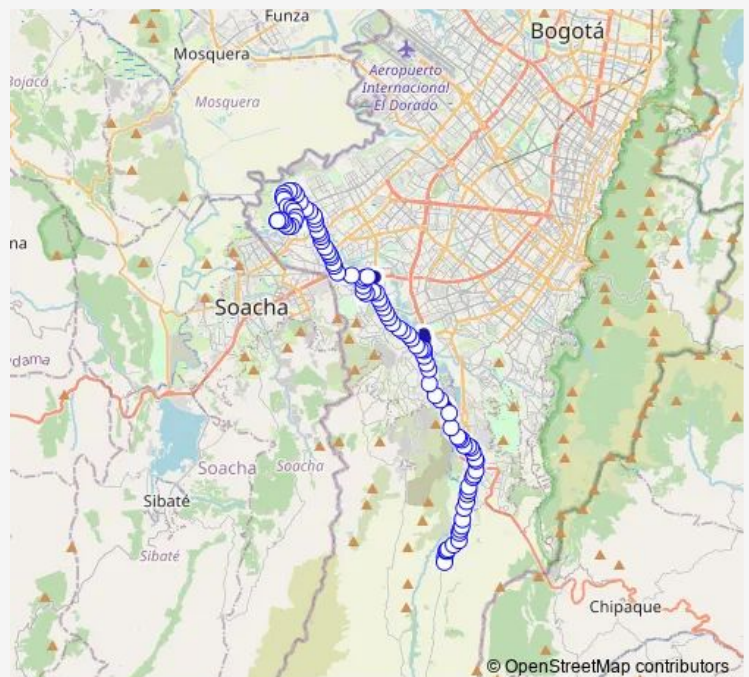 Funza
Bogotá
Mosquera
Bojacá
Aeropuerto
Internacional
El Dorado
Mosquera
Soacha
Soacha
Soacha
Sibaté
Sibaté
Chipaque
© OpenStreetMap contributors